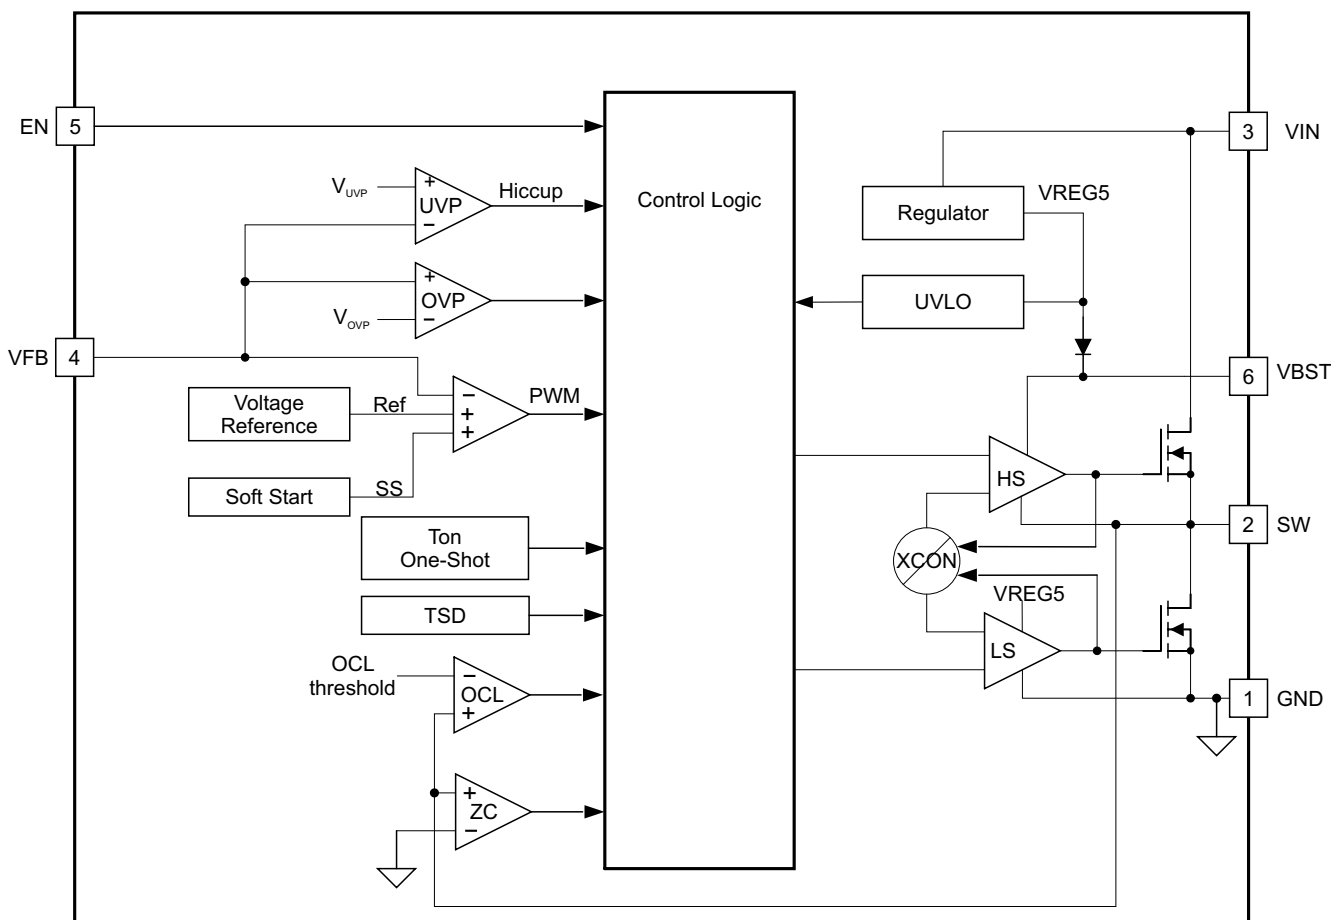 EN 5
V_UVP
+
UVP
−
Hiccup
+
OVP
−
V_OVP
VFB 4
Voltage
Reference
Ref
−
+
+
PWM
Soft Start
SS
Ton
One-Shot
TSD
OCL
threshold
−
OCL
+
+
ZC
−
Control Logic
3 VIN
Regulator
VREG5
UVLO
6 VBST
HS
2 SW
XCON
VREG5
LS
1 GND